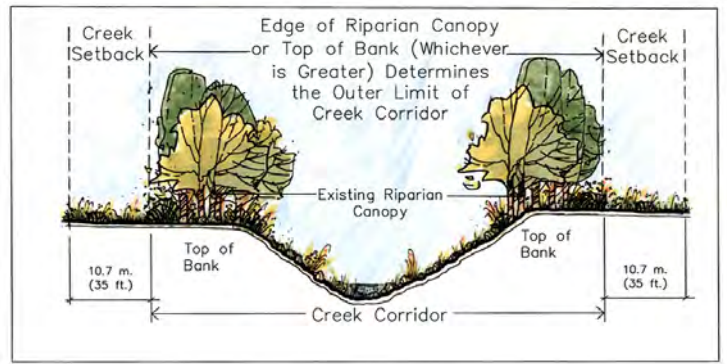 Creek
Setback
Edge of Riparian Canopy
or Top of Bank (Whichever
is Greater) Determines
the Outer Limit of
Creek Corridor
Creek
Setback
Existing Riparian
Canopy
Top of
Bank
Top of
Bank
10.7 m.
(35 ft.)
10.7 m.
(35 ft.)
Creek Corridor